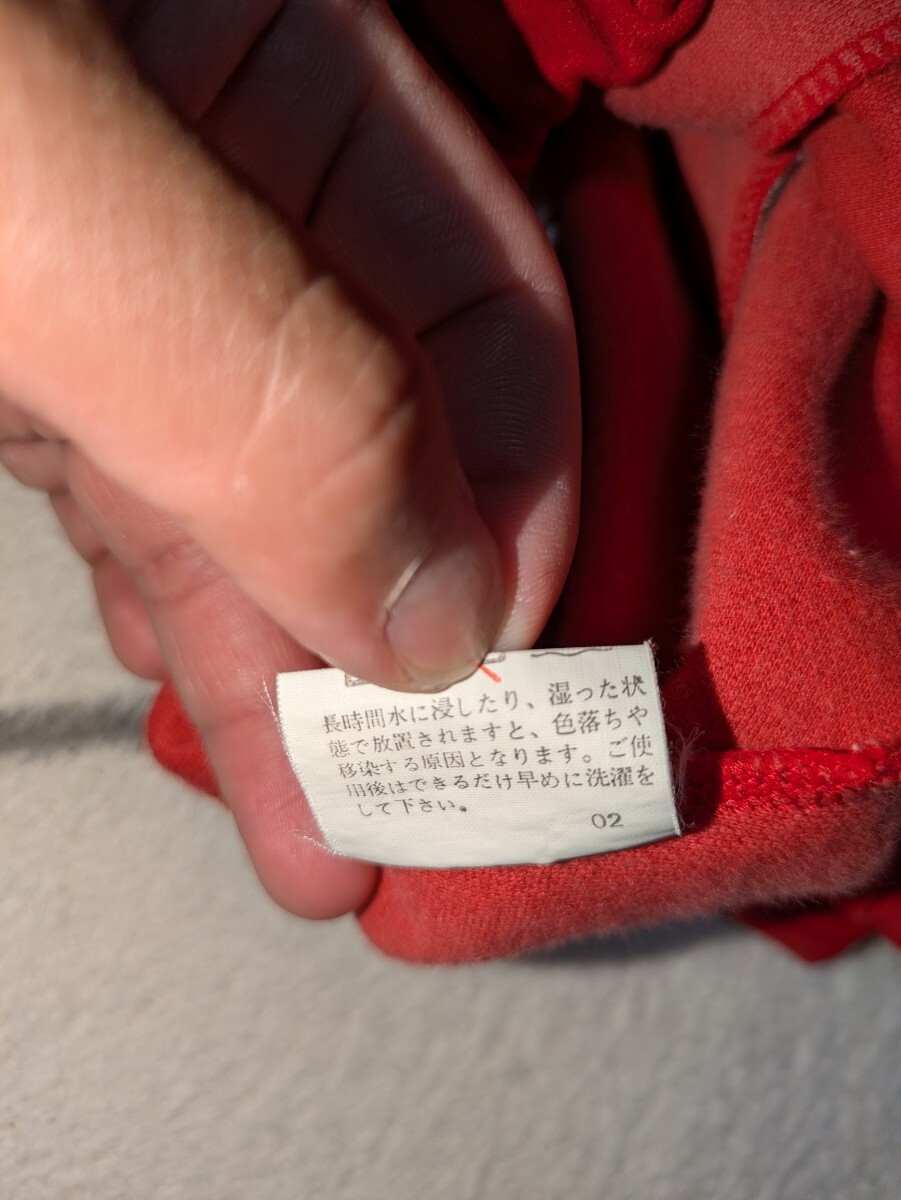 長時間水に浸したり、湿った状
態で放置されますと、色落ちや
移染する原因となります。ご使
用後はできるだけ早めに洗濯を
して下さい。
02